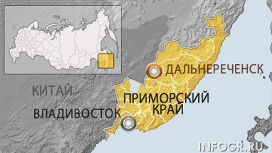 ДАЛЬНЕРЕЧЕНСК
КИТАЙ
ПРИМОРСКИЙ
КРАЙ
ВЛАДИВОСТОК
INFOGR.RU